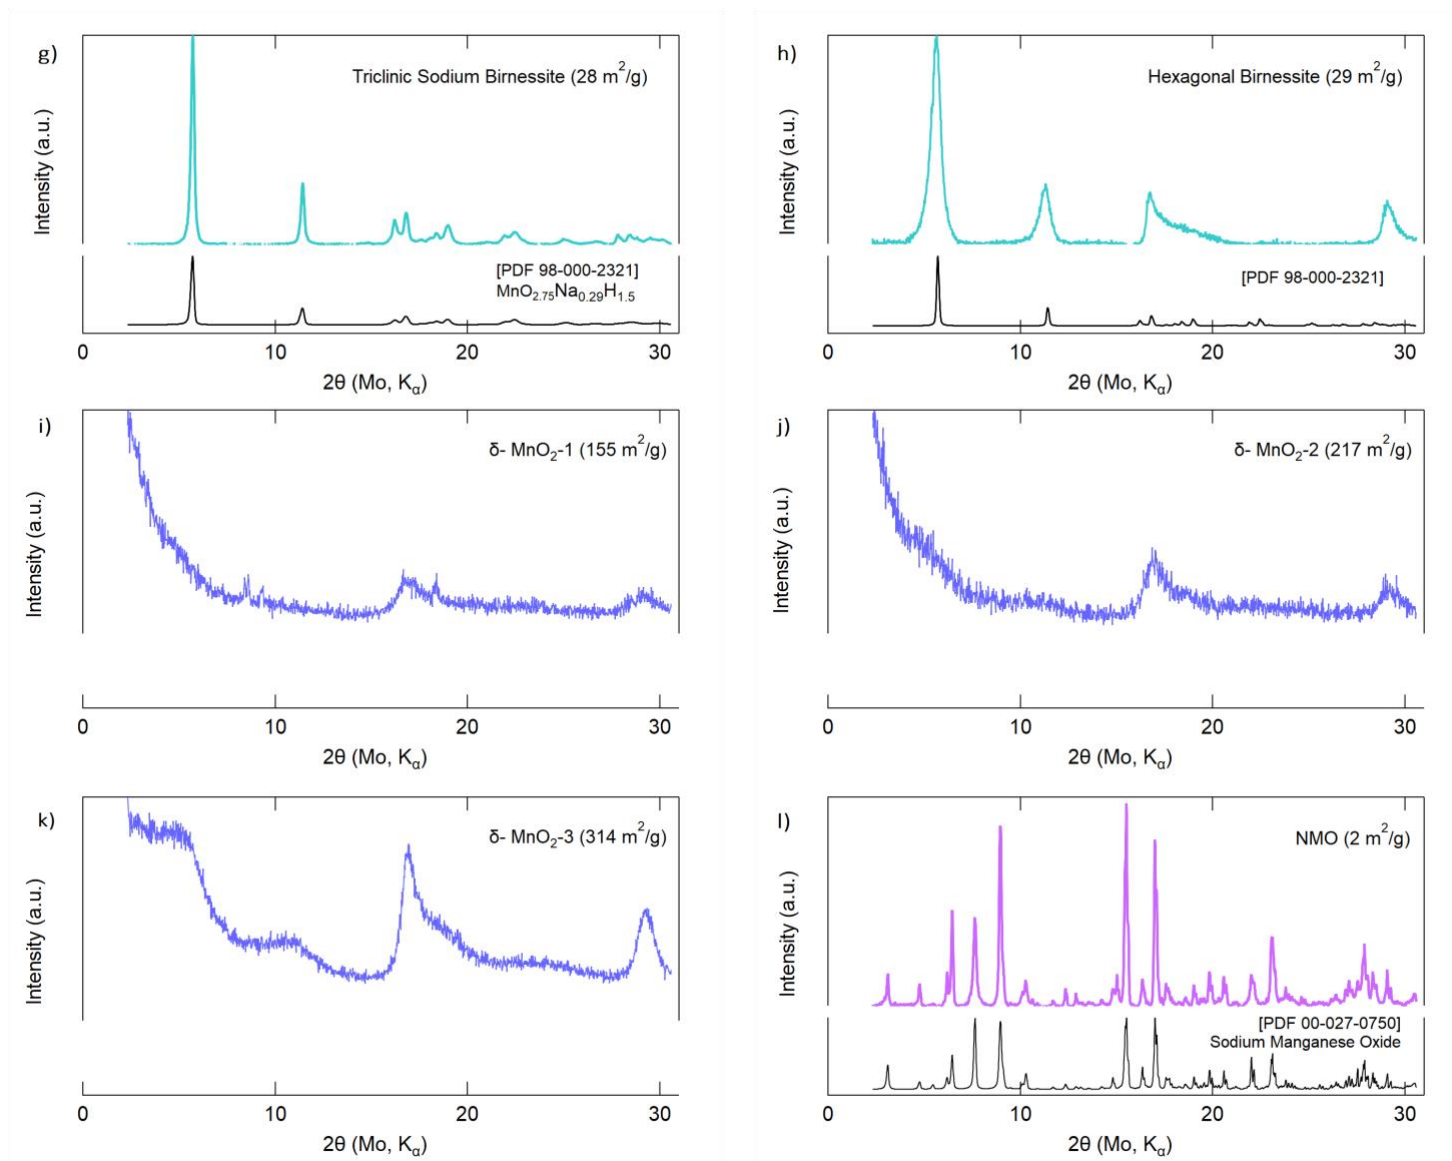 g)
Triclinic Sodium Birnessite (28 m²/g)
Intensity (a.u.)
[PDF 98-000-2321]
MnO₂.₇₅Na₀.₂₉H₁.₅
0 10 20 30
2θ (Mo, Kα)
h)
Hexagonal Birnessite (29 m²/g)
Intensity (a.u.)
[PDF 98-000-2321]
0 10 20 30
2θ (Mo, Kα)
i)
δ- MnO₂-1 (155 m²/g)
Intensity (a.u.)
0 10 20 30
2θ (Mo, Kα)
j)
δ- MnO₂-2 (217 m²/g)
Intensity (a.u.)
0 10 20 30
2θ (Mo, Kα)
k)
δ- MnO₂-3 (314 m²/g)
Intensity (a.u.)
0 10 20 30
2θ (Mo, Kα)
l)
NMO (2 m²/g)
Intensity (a.u.)
[PDF 00-027-0750]
Sodium Manganese Oxide
0 10 20 30
2θ (Mo, Kα)